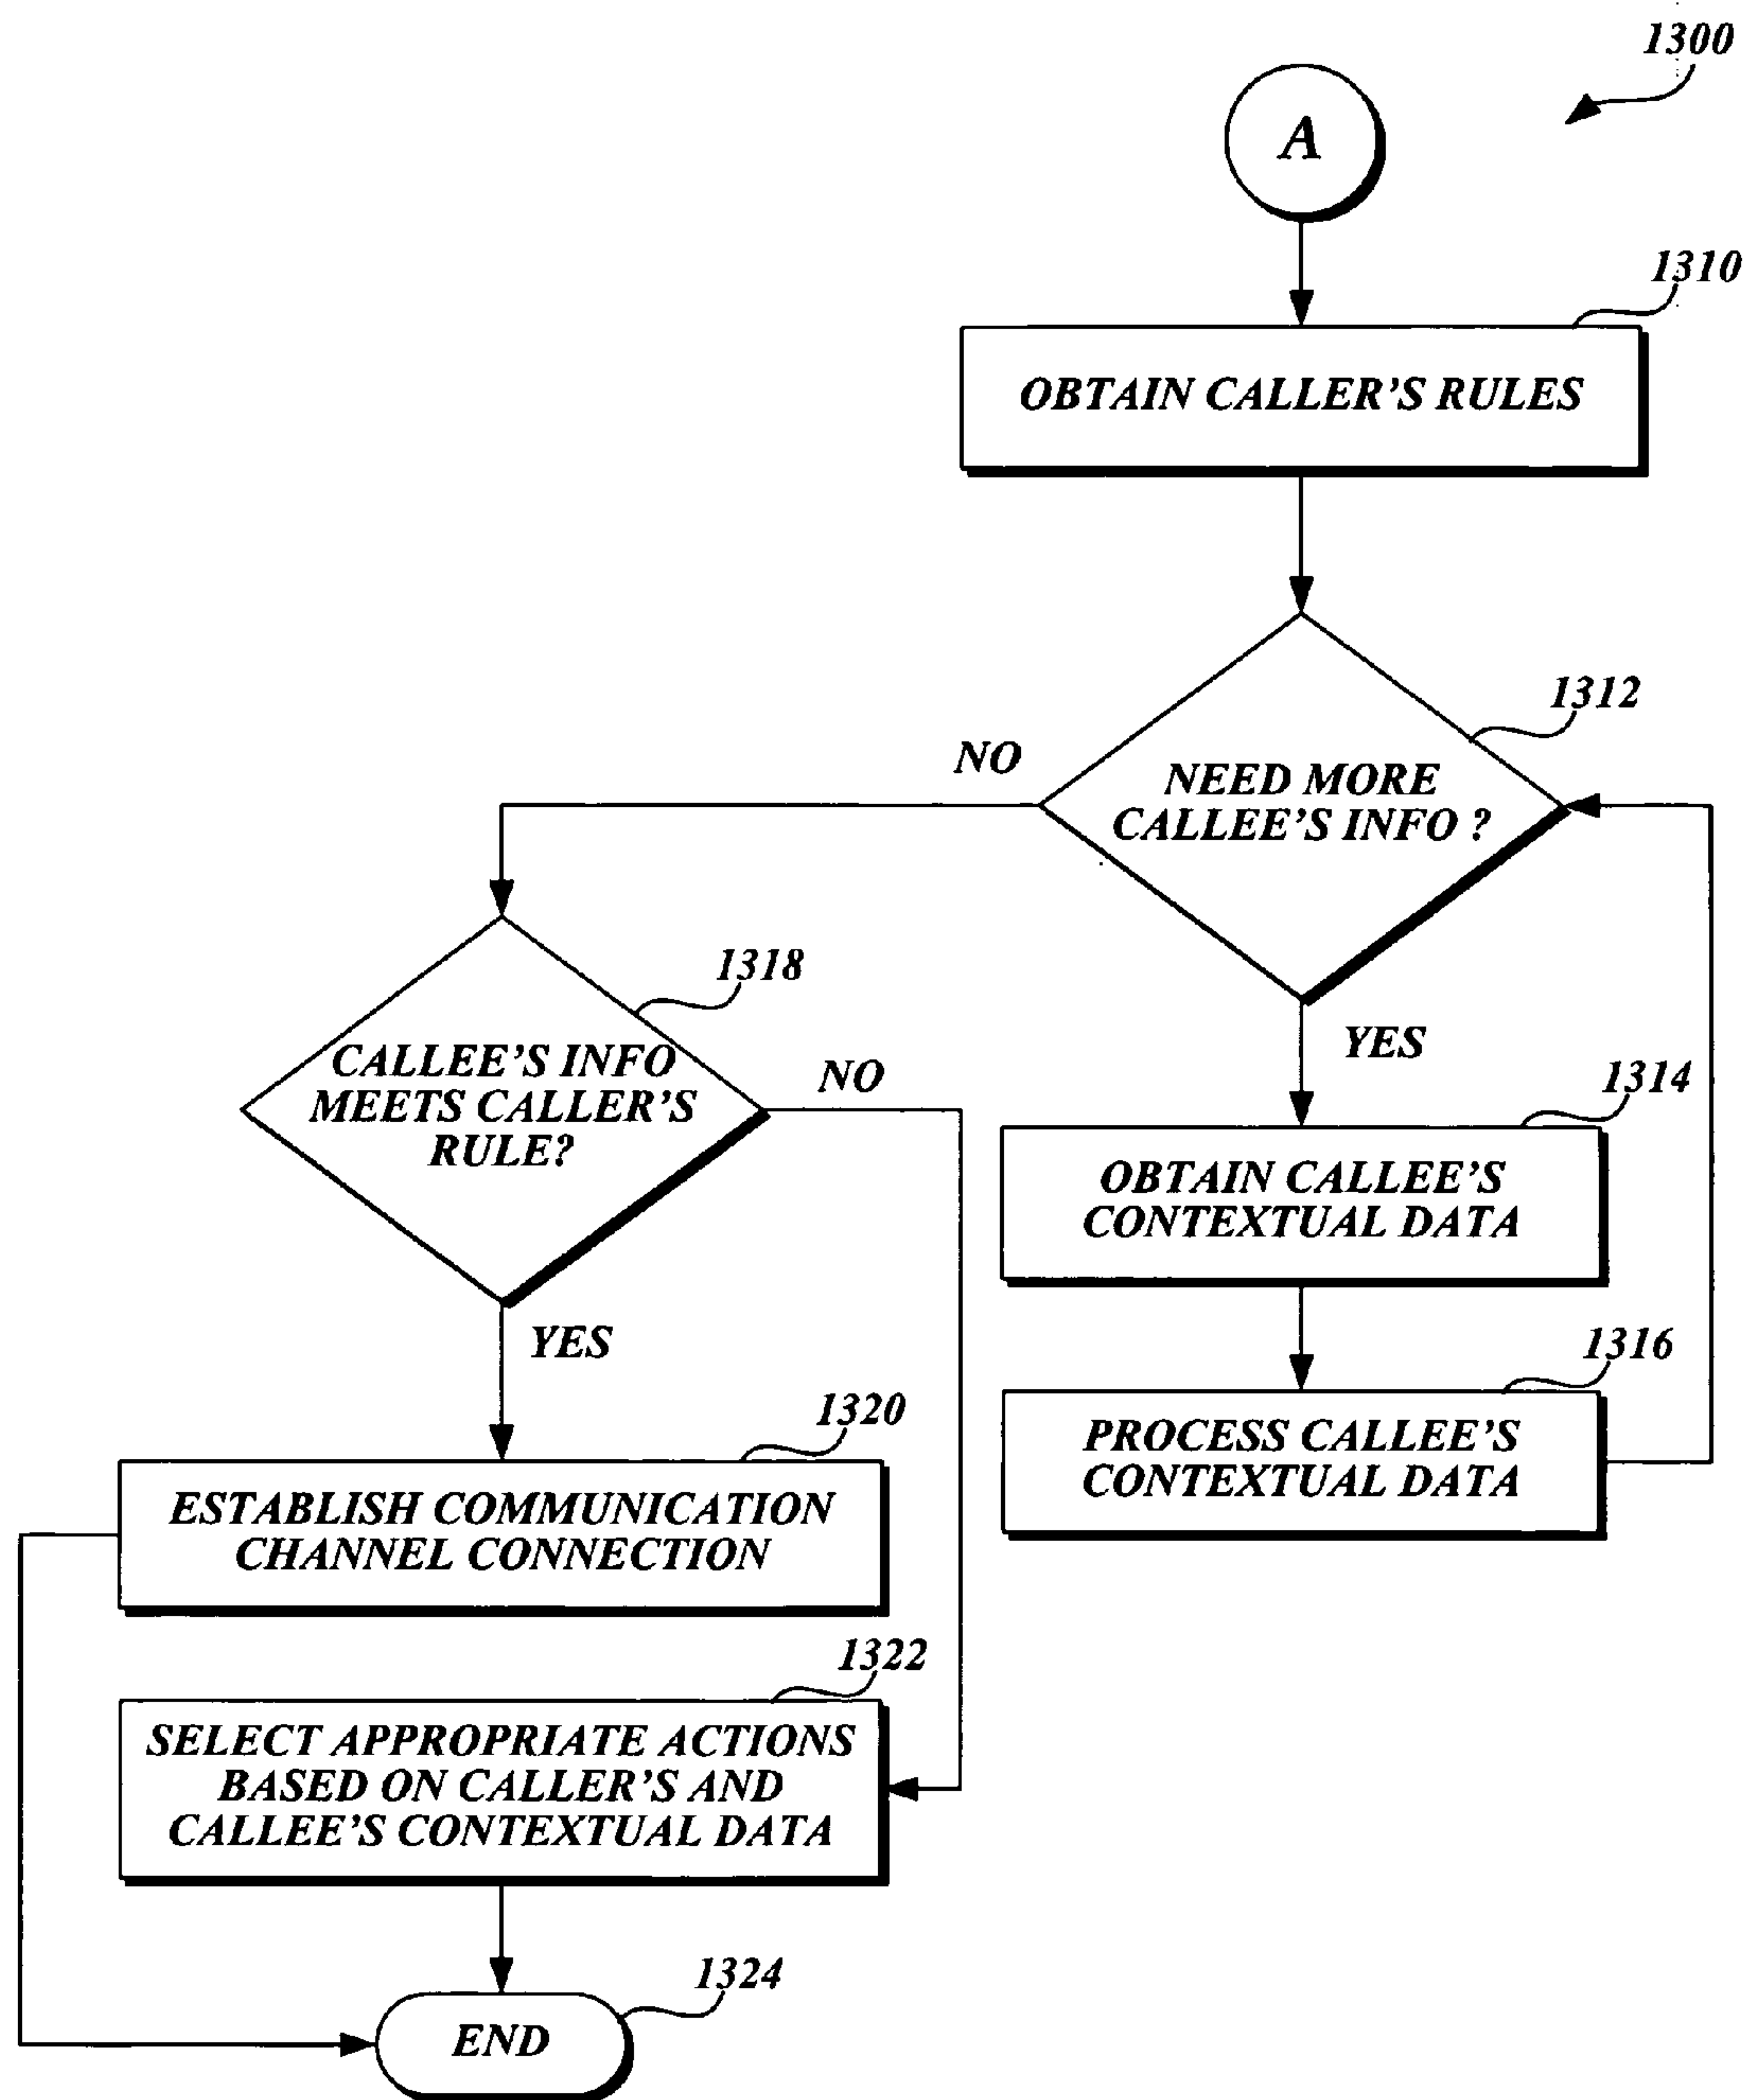 1300
A
1310
OBTAIN CALLER'S RULES
1312
NO
NEED MORE
CALLEE'S INFO ?
1318
YES
CALLEE'S INFO
MEETS CALLER'S
RULE?
NO
1314
OBTAIN CALLEE'S
CONTEXTUAL DATA
YES
1316
PROCESS CALLEE'S
CONTEXTUAL DATA
1320
ESTABLISH COMMUNICATION
CHANNEL CONNECTION
1322
SELECT APPROPRIATE ACTIONS
BASED ON CALLER'S AND
CALLEE'S CONTEXTUAL DATA
1324
END